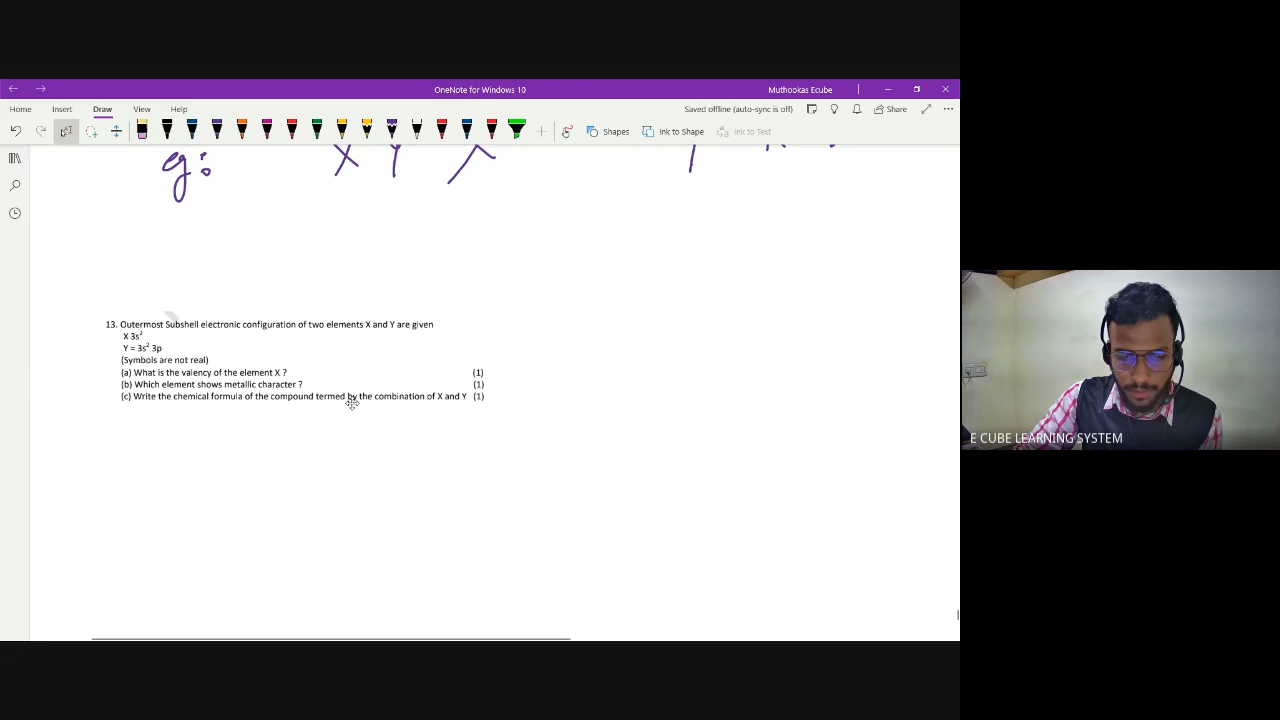 OneNote for Windows 10
Muthookas Ecube
Home Insert Draw View Help
Saved offline (auto-sync is off)
Share
Shapes
Ink to Shape
Ink to Text
eg:
X Y
13. Outermost Subshell electronic configuration of two elements X and Y are given
X 3s²
Y = 3s² 3p
(Symbols are not real)
(a) What is the valency of the element X ? (1)
(b) Which element shows metallic character ? (1)
(c) Write the chemical formula of the compound termed by the combination of X and Y (1)
E CUBE LEARNING SYSTEM